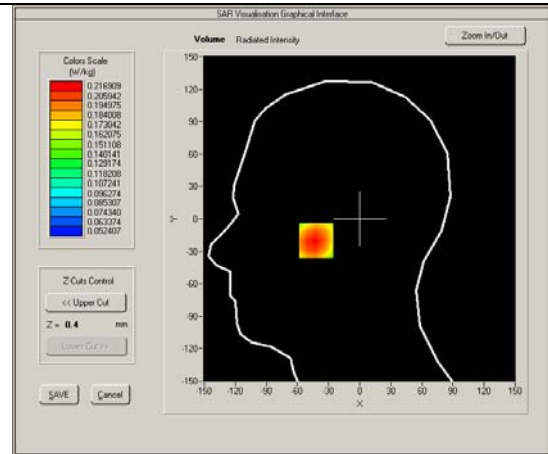 SAR Visualisation Graphical Interface
Volume Radiated Intensity
Zoom In/Out
Colors Scale
(W/kg)
0.216909
0.205942
0.194975
0.184008
0.173042
0.162075
0.151108
0.140141
0.129174
0.118208
0.107241
0.096274
0.085307
0.074340
0.063374
0.052407
150-
120-
90-
60-
30-
Y 0-
-30-
-60-
-90-
-120-
-150-
-150 -120 -90 -60 -30 0 30 60 90 120 150
X
Z Cuts Control
<< Upper Cut
Z = 0.4 mm
Lower Cut >>
SAVE Cancel